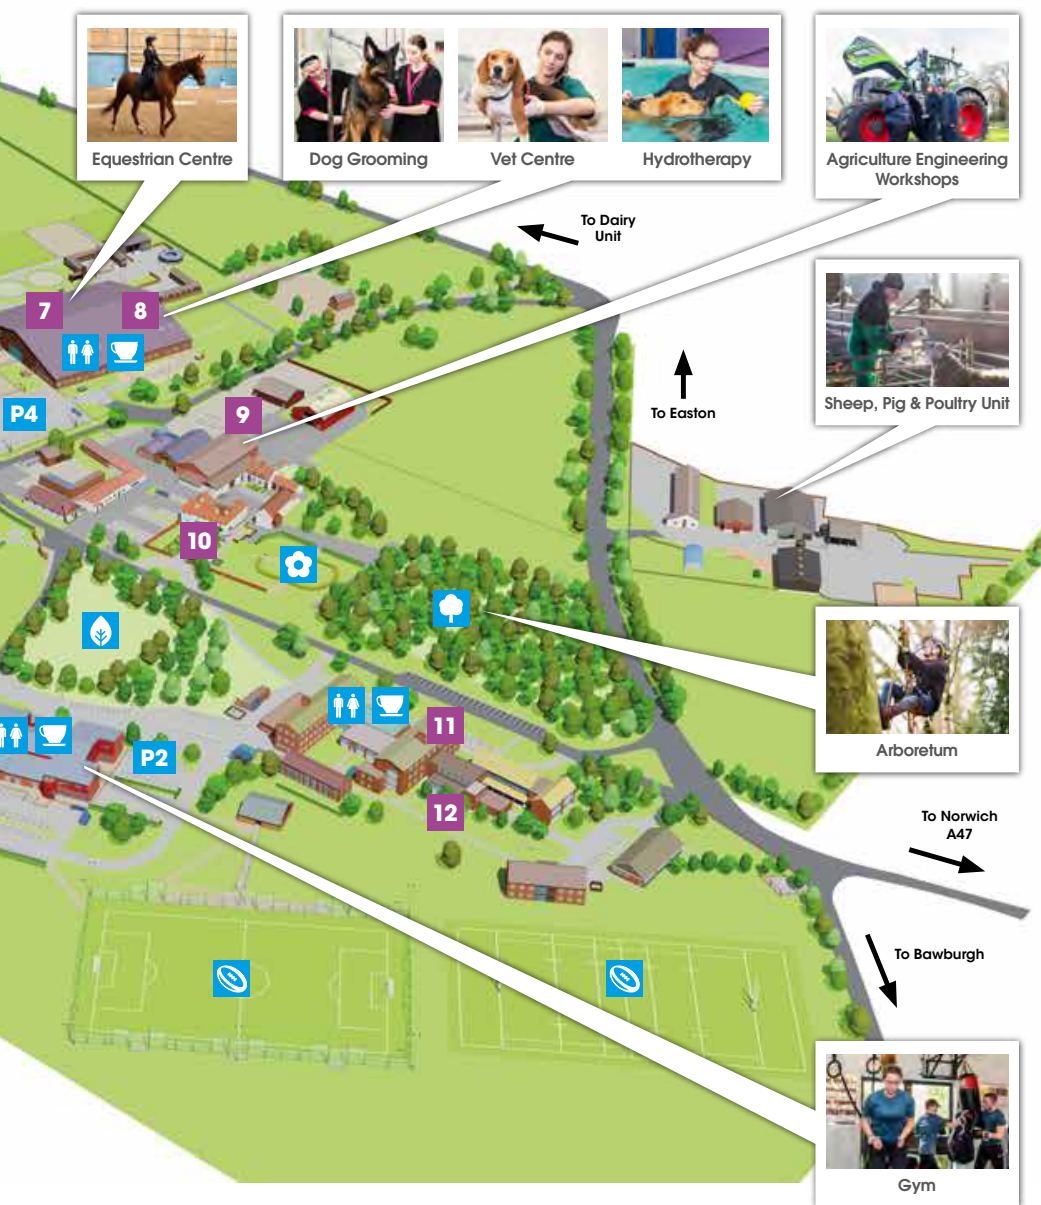 Equestrian Centre
Dog Grooming
Vet Centre
Hydrotherapy
Agriculture Engineering
Workshops
To Dairy
Unit
7
8
Sheep, Pig & Poultry Unit
To Easton
P4
9
10
Arboretum
11
P2
12
To Norwich
A47
To Bawburgh
Gym